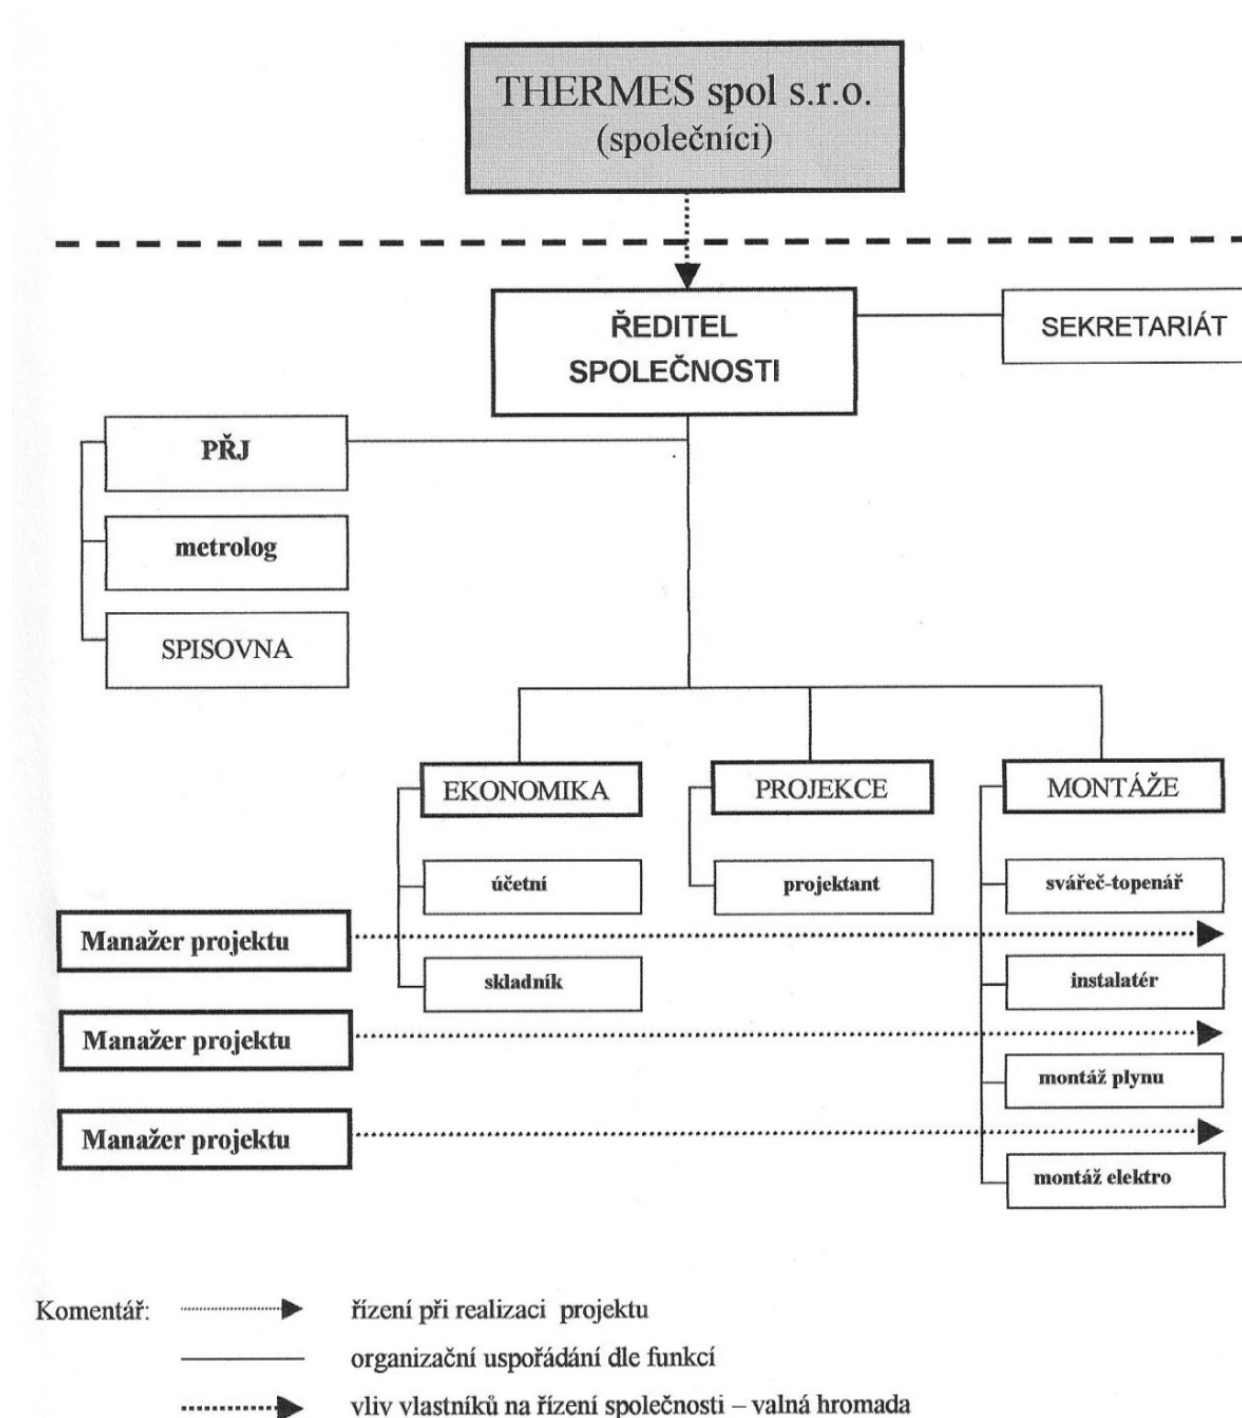 THERMES spol s.r.o.
(společníci)
ŘEDITEL
SPOLEČNOSTI
SEKRETARIÁT
PŘJ
metrolog
SPISOVNA
EKONOMIKA
PROJEKCE
MONTÁŽE
účetní
projektant
svářeč-topenář
Manažer projektu
skladník
instalatér
Manažer projektu
montáž plynu
Manažer projektu
montáž elektro
Komentář:
řízení při realizaci projektu
organizační uspořádání dle funkcí
vliv vlastníků na řízení společnosti – valná hromada